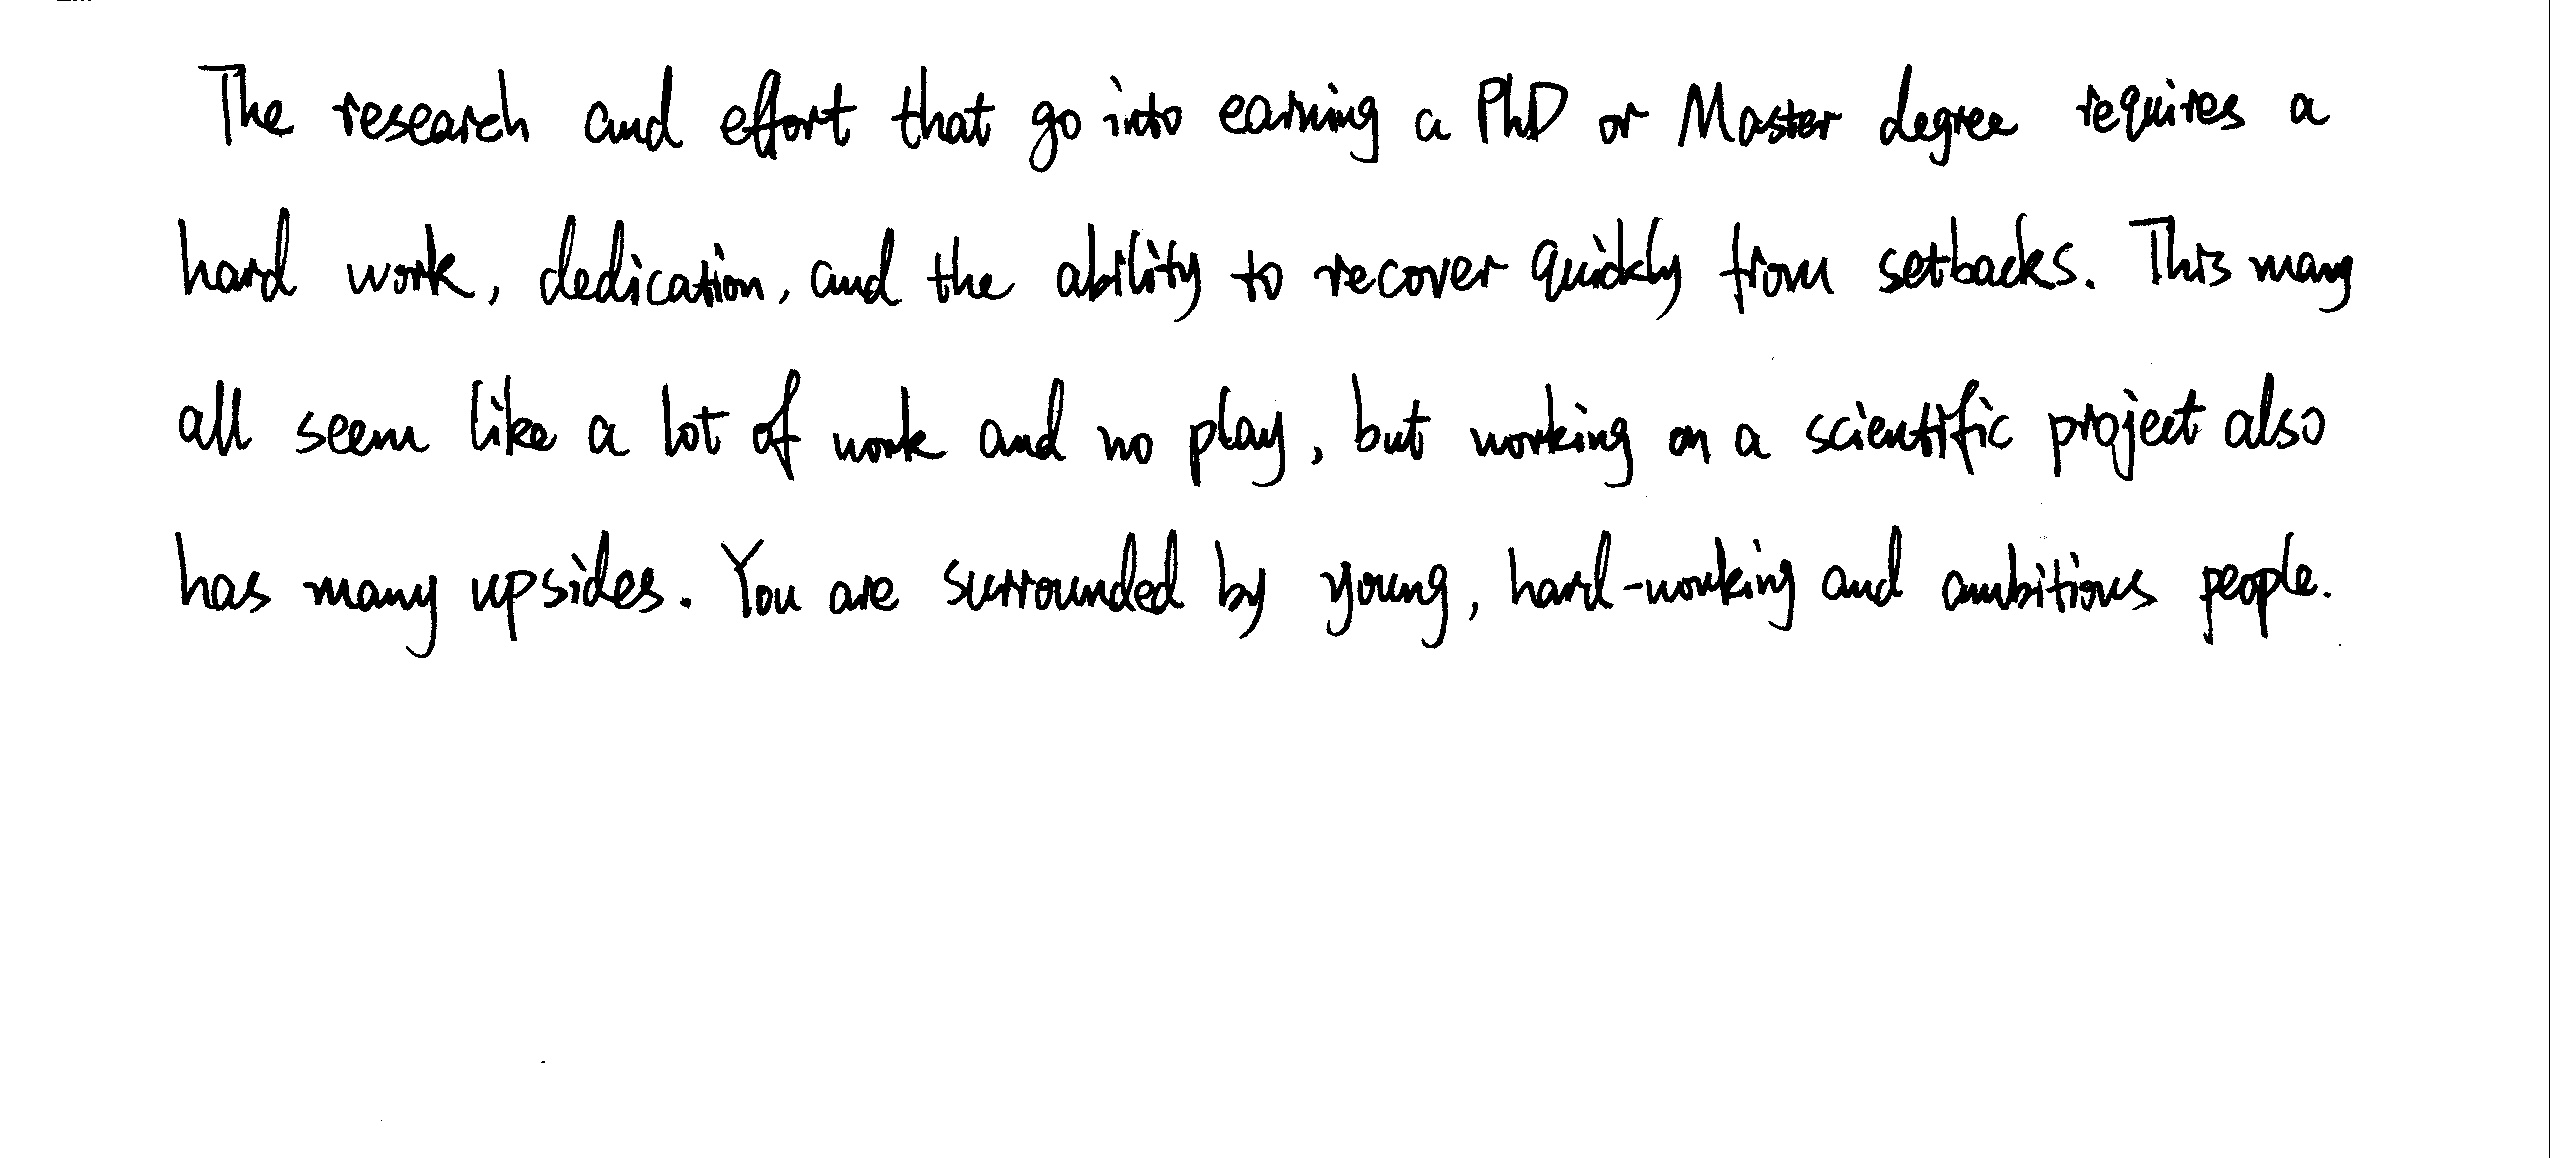 The research and effort that go into earning a PhD or Master degree requires a
hard work, dedication, and the ability to recover quickly from setbacks. This many
all seem like a lot of work and no play, but working on a scientific project also
has many upsides. You are surrounded by young, hard-working and ambitious people.